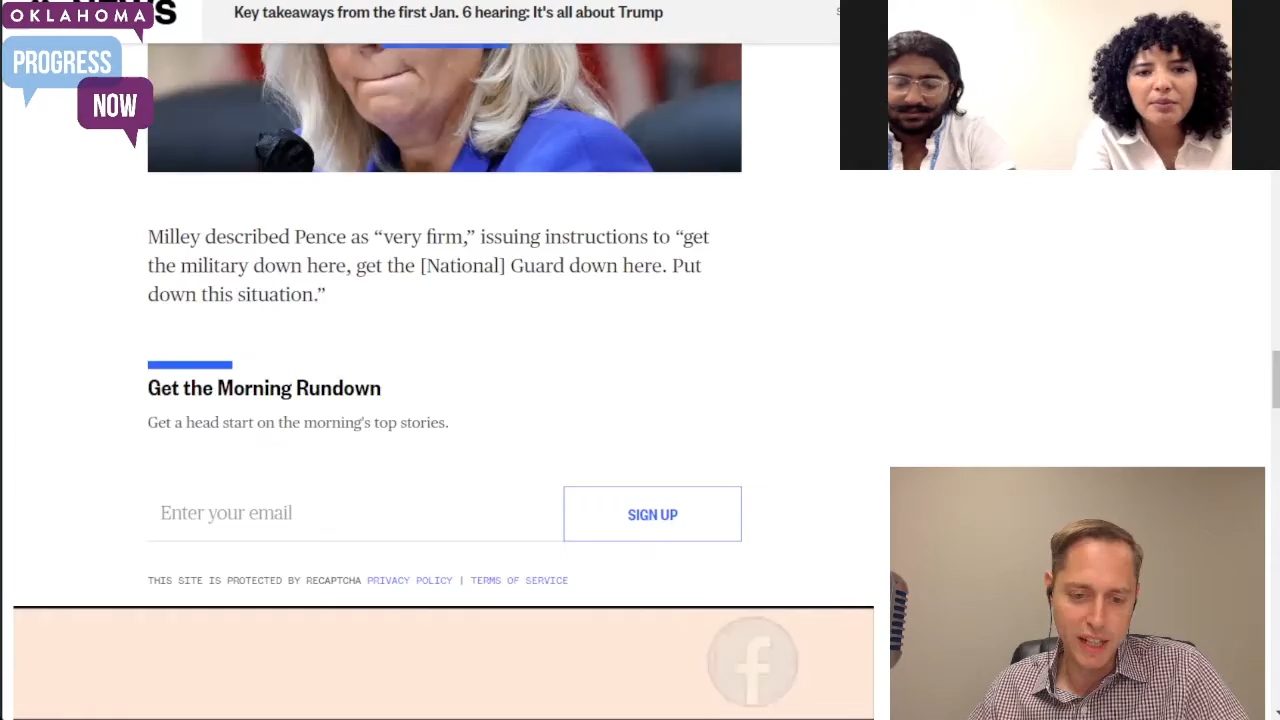 OKLAHOMA
PROGRESS
NOW
NEWS
Key takeaways from the first Jan. 6 hearing: It's all about Trump
Milley described Pence as “very firm,” issuing instructions to “get
the military down here, get the [National] Guard down here. Put
down this situation.”
Get the Morning Rundown
Get a head start on the morning's top stories.
Enter your email
SIGN UP
THIS SITE IS PROTECTED BY RECAPTCHA PRIVACY POLICY | TERMS OF SERVICE
f